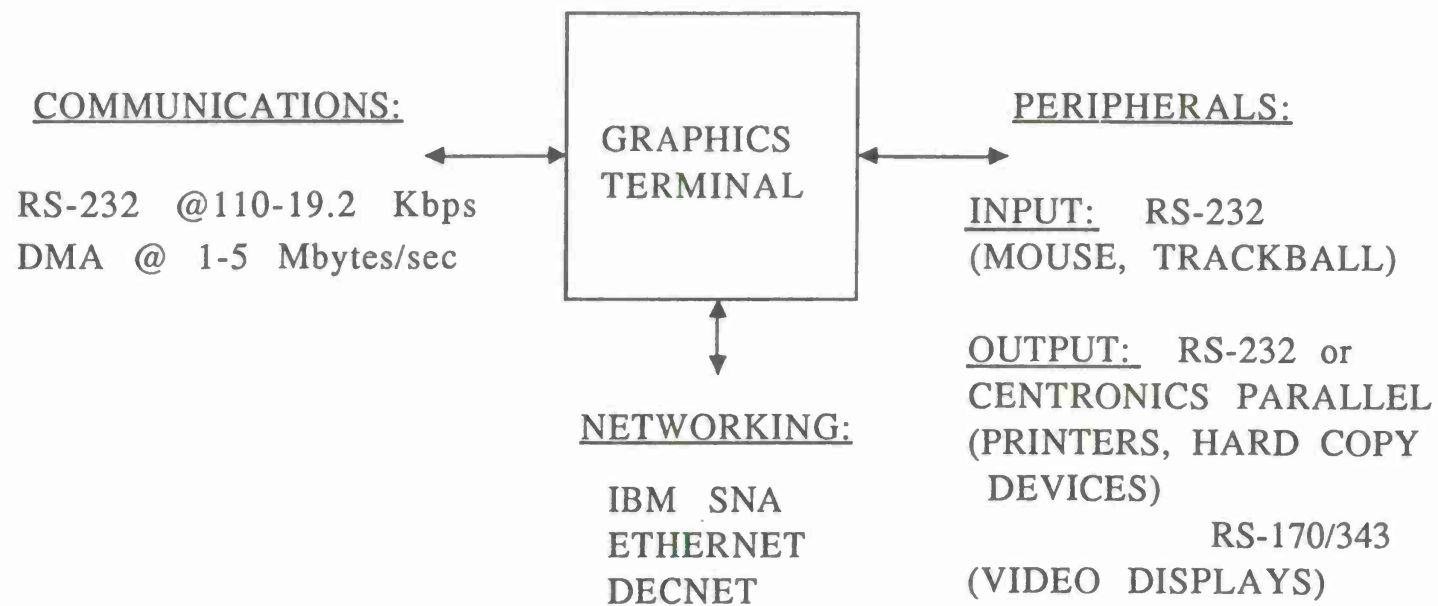 COMMUNICATIONS:
RS-232 @110-19.2 Kbps
DMA @ 1-5 Mbytes/sec
GRAPHICS
TERMINAL
NETWORKING:
IBM SNA
ETHERNET
DECNET
PERIPHERALS:
INPUT: RS-232
(MOUSE, TRACKBALL)
OUTPUT: RS-232 or
CENTRONICS PARALLEL
(PRINTERS, HARD COPY
DEVICES)
RS-170/343
(VIDEO DISPLAYS)